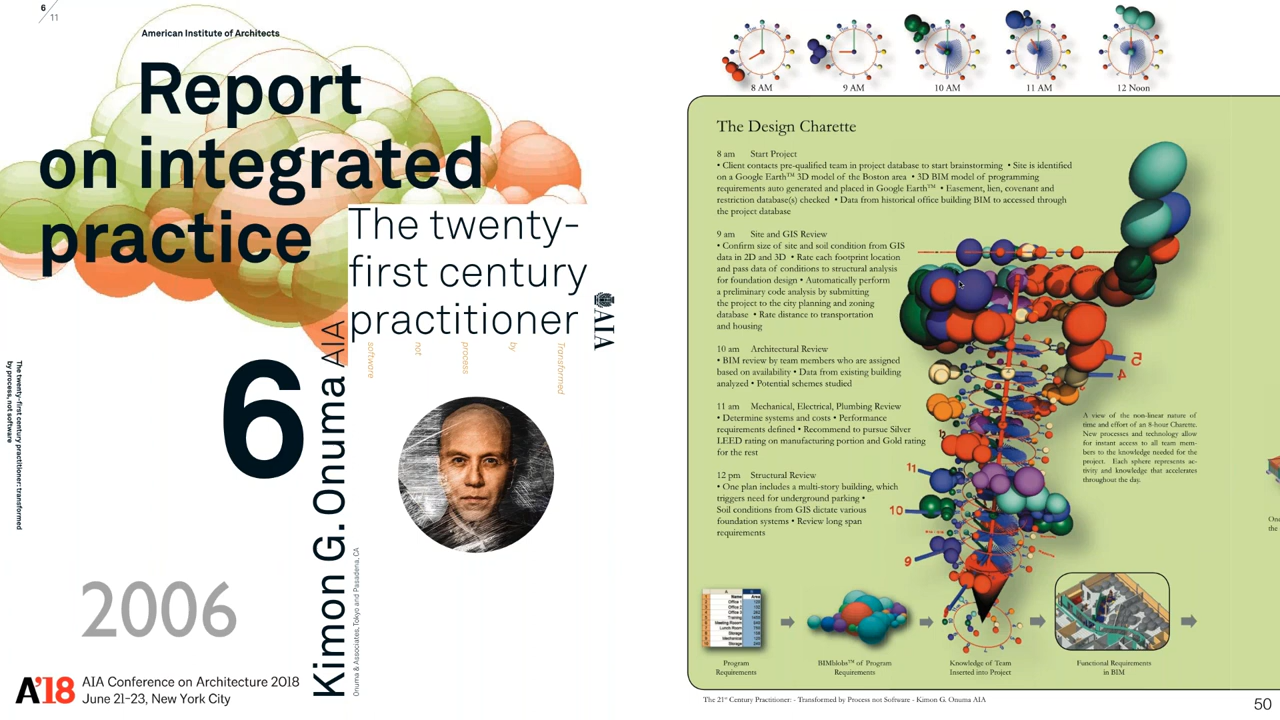 6
11
American Institute of Architects
Report
on integrated
practice
The twenty-
first century
practitioner
AIA
Transformed
by
process
not
software
The twenty-first century practitioner: transformed
by process, not software
6
Kimon G. Onuma AIA
Onuma & Associates, Tokyo and Pasadena, CA
2006
A'18
AIA Conference on Architecture 2018
June 21–23, New York City
8 AM
9 AM
10 AM
11 AM
12 Noon
The Design Charette
8 am Start Project
• Client contacts pre-qualified team in project database to start brainstorming • Site is identified
on a Google Earth™ 3D model of the Boston area • 3D BIM model of programming
requirements auto generated and placed in Google Earth™ • Easement, lien, covenant and
restriction database(s) checked • Data from historical office building BIM to accessed through
the project database
9 am Site and GIS Review
• Confirm size of site and soil condition from GIS
data in 2D and 3D • Rate each footprint location
and pass data of conditions to structural analysis
for foundation design • Automatically perform
a preliminary code analysis by submitting
the project to the city planning and zoning
database • Rate distance to transportation
and housing
10 am Architectural Review
• BIM review by team members who are assigned
based on availability • Data from existing building
analyzed • Potential schemes studied
11 am Mechanical, Electrical, Plumbing Review
• Determine systems and costs • Performance
requirements defined • Recommend to pursue Silver
LEED rating on manufacturing portion and Gold rating
for the rest
12 pm Structural Review
• One plan includes a multi-story building, which
triggers need for underground parking •
Soil conditions from GIS dictate various
foundation systems • Review long span
requirements
5
4
11
10
9
A view of the non-linear nature of
time and effort of an 8-hour Charette.
New processes and technology allow
for instant access to all team mem-
bers to the knowledge needed for the
project. Each sphere represents ac-
tivity and knowledge that accelerates
throughout the day.
One
the
Name Area
Program
Requirements
BIMblobs™ of Program
Requirements
Knowledge of Team
Inserted into Project
Functional Requirements
in BIM
The 21st Century Practitioner: - Transformed by Process not Software - Kimon G. Onuma AIA
50